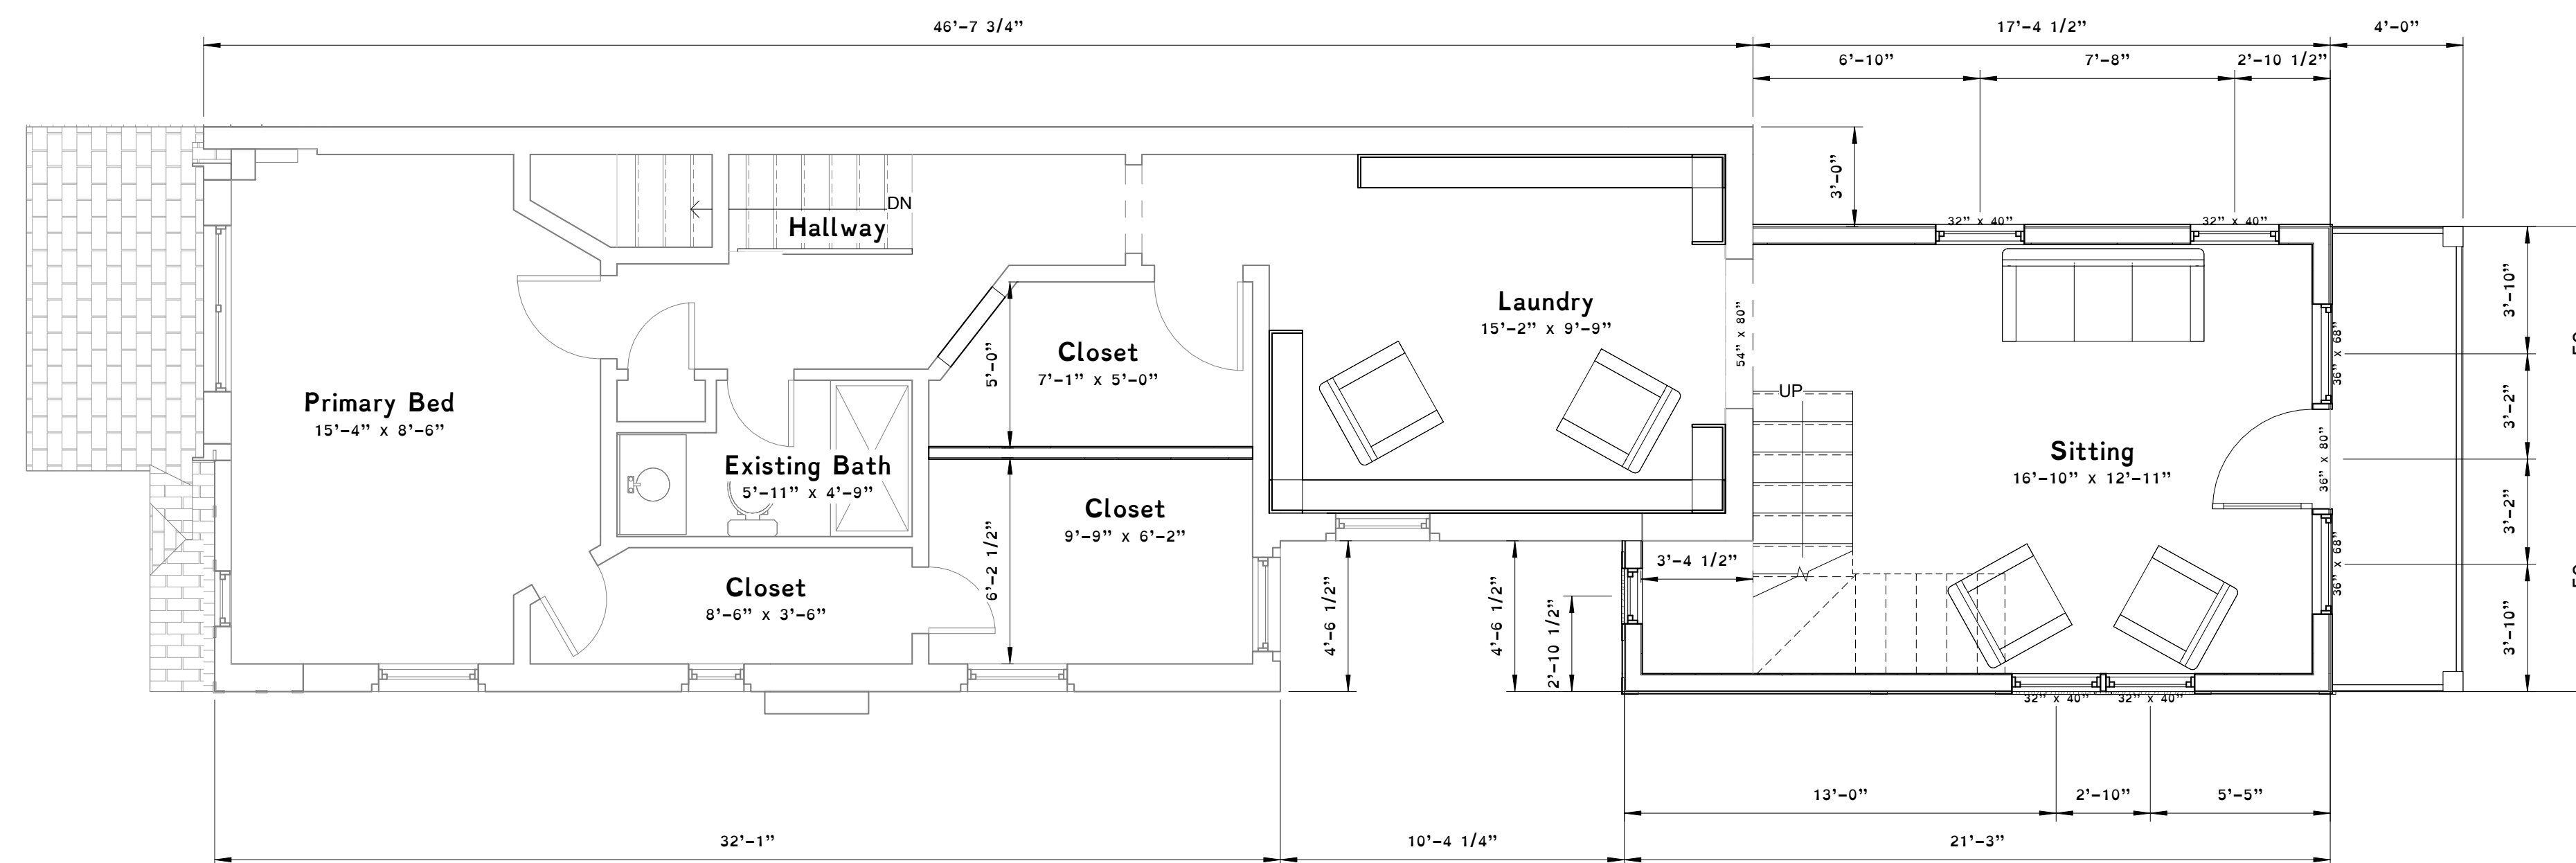 46'-7 3/4"
17'-4 1/2"
4'-0"
6'-10"
7'-8"
2'-10 1/2"
3'-0"
32" x 40"
32" x 40"
DN
Hallway
3'-10"
Laundry
15'-2" x 9'-9"
54" x 80"
36" x 68"
Closet
7'-1" x 5'-0"
5'-0"
UP
3'-2"
Primary Bed
15'-4" x 8'-6"
Sitting
16'-10" x 12'-11"
36" x 80"
Existing Bath
5'-11" x 4'-9"
Closet
9'-9" x 6'-2"
3'-2"
6'-2 1/2"
3'-4 1/2"
36" x 68"
Closet
8'-6" x 3'-6"
4'-6 1/2"
4'-6 1/2"
2'-10 1/2"
3'-10"
32" x 40"
32" x 40"
13'-0"
2'-10"
5'-5"
32'-1"
10'-4 1/4"
21'-3"